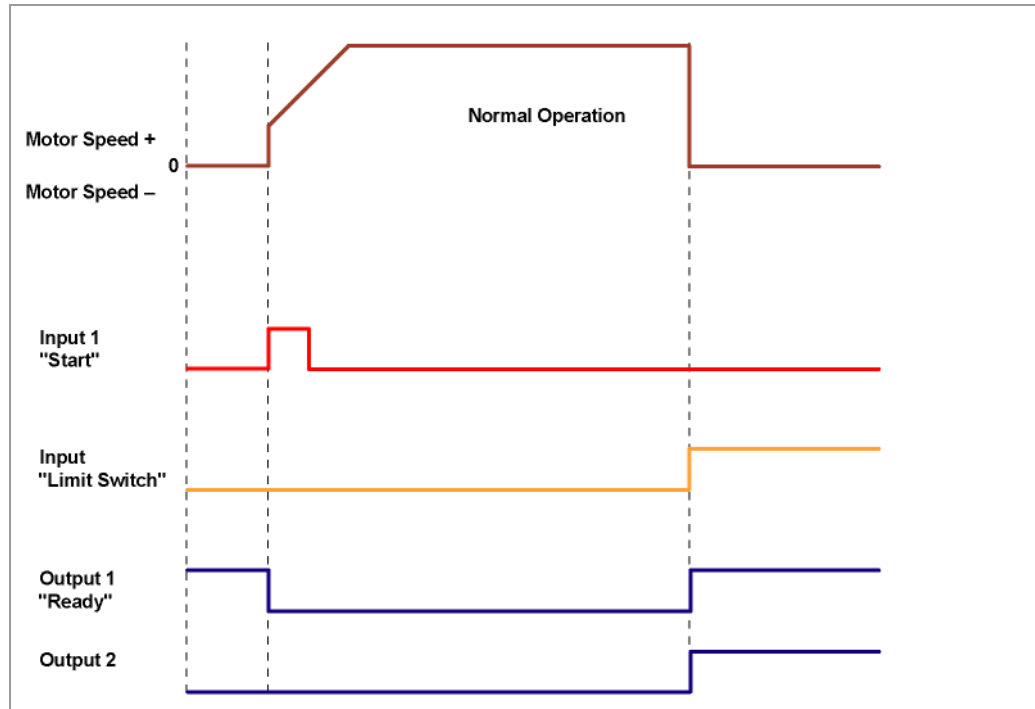 Normal Operation
Motor Speed +
0
Motor Speed –
Input 1
"Start"
Input
"Limit Switch"
Output 1
"Ready"
Output 2